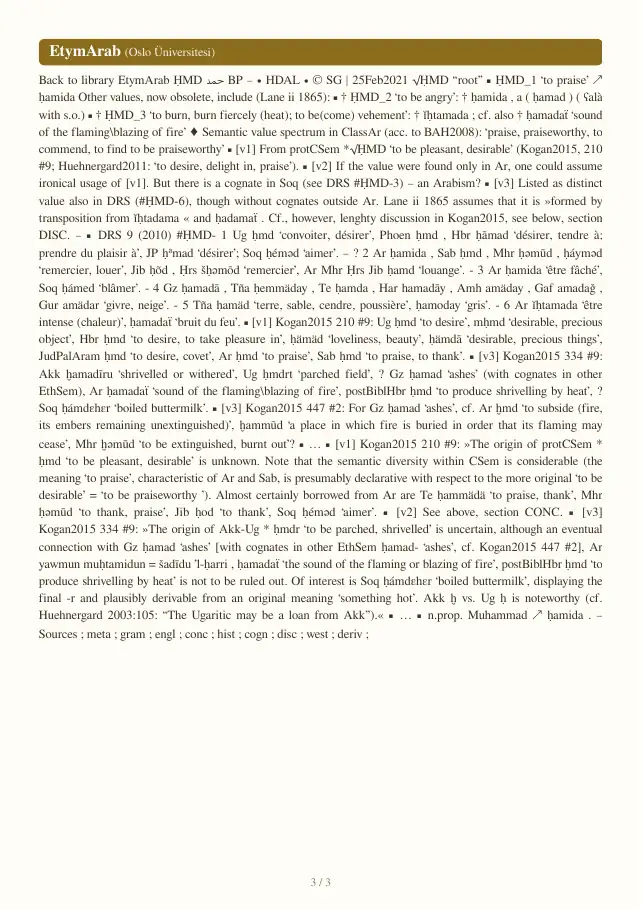 EtymArab (Oslo Üniversitesi)
Back to library EtymArab ḤMD حمد BP – • HDAL • © SG | 25Feb2021 √ḤMD “root” ▪ ḤMD_1 ‘to praise’ ↗
ḥamida Other values, now obsolete, include (Lane ii 1865): ▪ † ḤMD_2 ‘to be angry’: † ḥamida , a ( ḥamad ) ( ʕalà
with s.o.) ▪ † ḤMD_3 ‘to burn, burn fiercely (heat); to be(come) vehement’: † ĭḥtamada ; cf. also † ḥamadaẗ ‘sound
of the flaming\blazing of fire’ ♦ Semantic value spectrum in ClassAr (acc. to BAH2008): ‘praise, praiseworthy, to
commend, to find to be praiseworthy’ ▪ [v1] From protCSem *√ḤMD ‘to be pleasant, desirable’ (Kogan2015, 210
#9; Huehnergard2011: ‘to desire, delight in, praise’). ▪ [v2] If the value were found only in Ar, one could assume
ironical usage of [v1]. But there is a cognate in Soq (see DRS #ḤMD-3) – an Arabism? ▪ [v3] Listed as distinct
value also in DRS (#ḤMD-6), though without cognates outside Ar. Lane ii 1865 assumes that it is »formed by
transposition from ĭḥtadama « and ḥadamaẗ . Cf., however, lenghty discussion in Kogan2015, see below, section
DISC. – ▪ DRS 9 (2010) #ḤMD- 1 Ug ḥmd ‘convoiter, désirer’, Phoen ḥmd , Hbr ḥāmad ‘désirer, tendre à;
prendre du plaisir à’, JP ḥᵃmad ‘désirer’; Soq ḥéməd ‘aimer’. – ? 2 Ar ḥamida , Sab ḥmd , Mhr ḥəmūd , ḥáyməd
‘remercier, louer’, Jib ḥōd , Ḥrs šḥəmōd ‘remercier’, Ar Mhr Ḥrs Jib ḥamd ‘louange’. - 3 Ar ḥamida ‘être fâché’,
Soq ḥámed ‘blâmer’. - 4 Gz ḥamadā , Tña ḥemmäday , Te ḥamda , Har hamadāy , Amh amäday , Gaf amadäǧ ,
Gur amädar ‘givre, neige’. - 5 Tña ḥamäd ‘terre, sable, cendre, poussière’, ḥamoday ‘gris’. - 6 Ar ĭḥtamada ‘être
intense (chaleur)’, ḥamadaẗ ‘bruit du feu’. ▪ [v1] Kogan2015 210 #9: Ug ḥmd ‘to desire’, mḥmd ‘desirable, precious
object’, Hbr ḥmd ‘to desire, to take pleasure in’, ḥämäd ‘loveliness, beauty’, ḥämdā ‘desirable, precious things’,
JudPalAram ḥmd ‘to desire, covet’, Ar ḥmd ‘to praise’, Sab ḥmd ‘to praise, to thank’. ▪ [v3] Kogan2015 334 #9:
Akk ḫamadīru ‘shrivelled or withered’, Ug ḫmdrt ‘parched field’, ? Gz ḥamad ‘ashes’ (with cognates in other
EthSem), Ar ḥamadaẗ ‘sound of the flaming\blazing of fire’, postBiblHbr ḥmd ‘to produce shrivelling by heat’, ?
Soq ḥámdɛhɛr ‘boiled buttermilk’. ▪ [v3] Kogan2015 447 #2: For Gz ḥamad ‘ashes’, cf. Ar ḫmd ‘to subside (fire,
its embers remaining unextinguished)’, ḫammūd ‘a place in which fire is buried in order that its flaming may
cease’, Mhr ḫəmūd ‘to be extinguished, burnt out’? ▪ … ▪ [v1] Kogan2015 210 #9: »The origin of protCSem *
ḥmd ‘to be pleasant, desirable’ is unknown. Note that the semantic diversity within CSem is considerable (the
meaning ‘to praise’, characteristic of Ar and Sab, is presumably declarative with respect to the more original ‘to be
desirable’ = ‘to be praiseworthy ’). Almost certainly borrowed from Ar are Te ḥammädä ‘to praise, thank’, Mhr
ḥəmūd ‘to thank, praise’, Jib ḥod ‘to thank’, Soq ḥéməd ‘aimer’. ▪ [v2] See above, section CONC. ▪ [v3]
Kogan2015 334 #9: »The origin of Akk-Ug * ḫmdr ‘to be parched, shrivelled’ is uncertain, although an eventual
connection with Gz ḥamad ‘ashes’ [with cognates in other EthSem ḥamad- ‘ashes’, cf. Kogan2015 447 #2], Ar
yawmun muḥtamidun = šadīdu ’l-ḥarri , ḥamadaẗ ‘the sound of the flaming or blazing of fire’, postBiblHbr ḥmd ‘to
produce shrivelling by heat’ is not to be ruled out. Of interest is Soq ḥámdɛhɛr ‘boiled buttermilk’, displaying the
final -r and plausibly derivable from an original meaning ‘something hot’. Akk ḫ vs. Ug ḫ is noteworthy (cf.
Huehnergard 2003:105: “The Ugaritic may be a loan from Akk”).« ▪ … ▪ n.prop. Muhammad ↗ ḥamida . –
Sources ; meta ; gram ; engl ; conc ; hist ; cogn ; disc ; west ; deriv ;
3 / 3